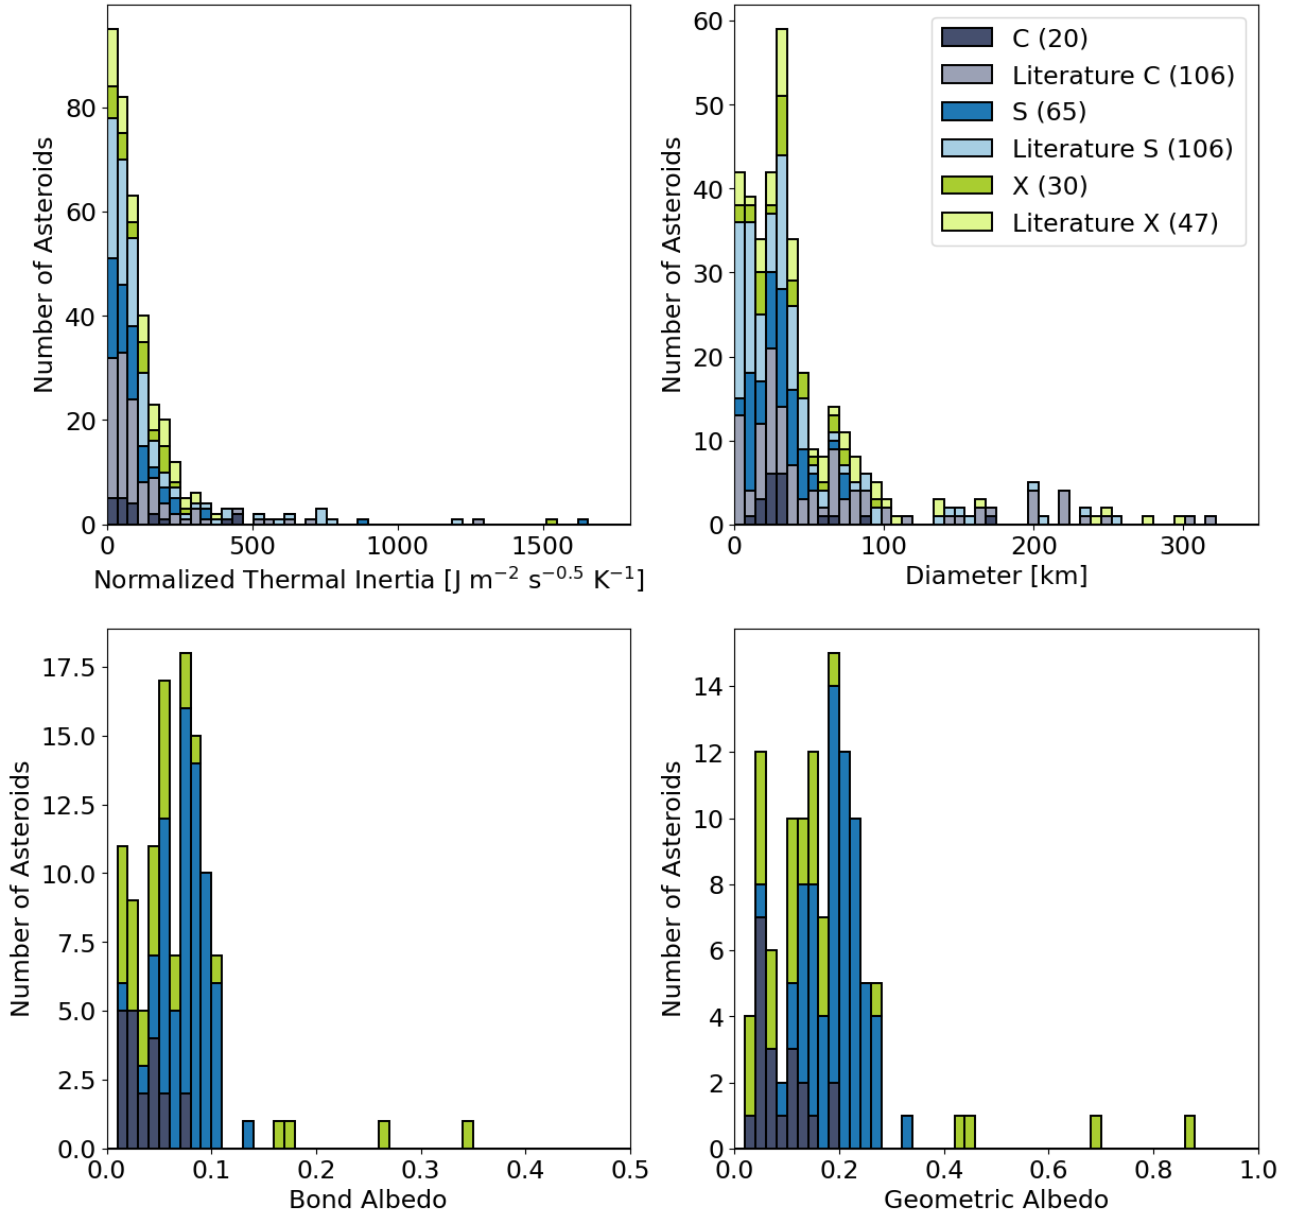 Number of Asteroids
80
60
40
20
0
0 500 1000 1500
Normalized Thermal Inertia [J m⁻² s⁻⁰·⁵ K⁻¹]
Number of Asteroids
60
50
40
30
20
10
0
0 100 200 300
Diameter [km]
C (20)
Literature C (106)
S (65)
Literature S (106)
X (30)
Literature X (47)
Number of Asteroids
17.5
15.0
12.5
10.0
7.5
5.0
2.5
0.0
0.0 0.1 0.2 0.3 0.4 0.5
Bond Albedo
Number of Asteroids
14
12
10
8
6
4
2
0
0.0 0.2 0.4 0.6 0.8 1.0
Geometric Albedo